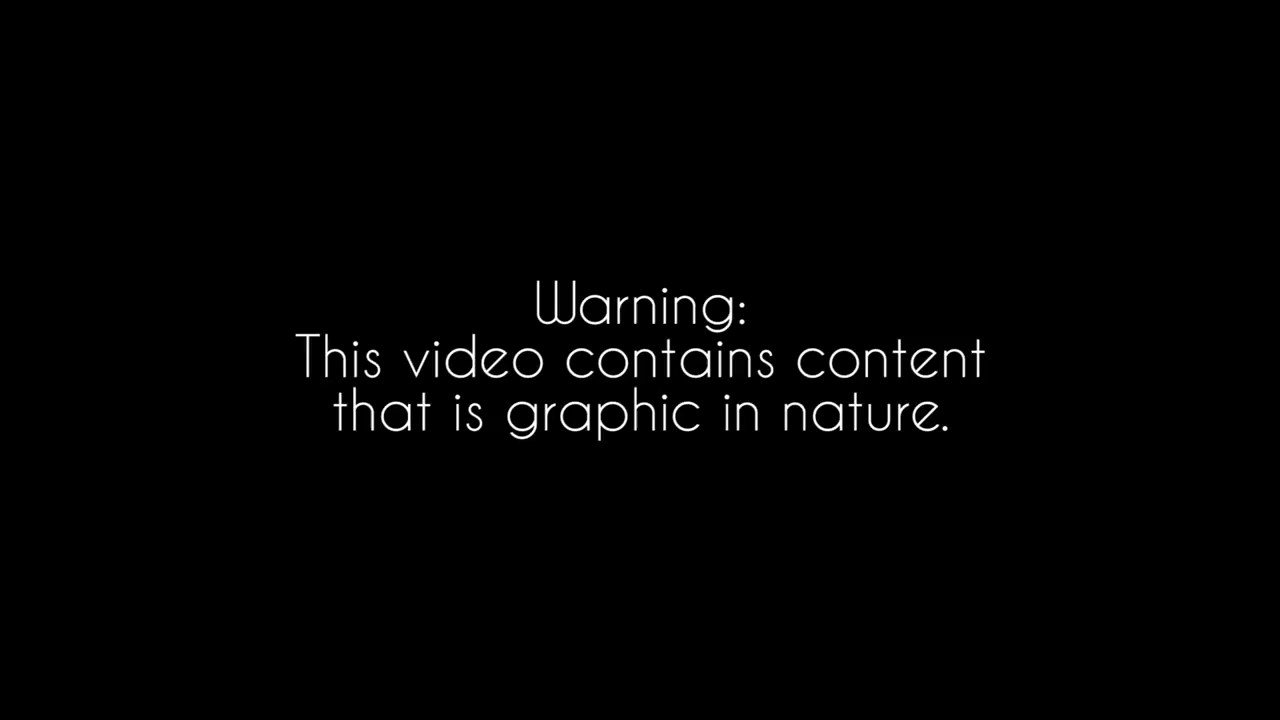 Warning:
This video contains content
that is graphic in nature.